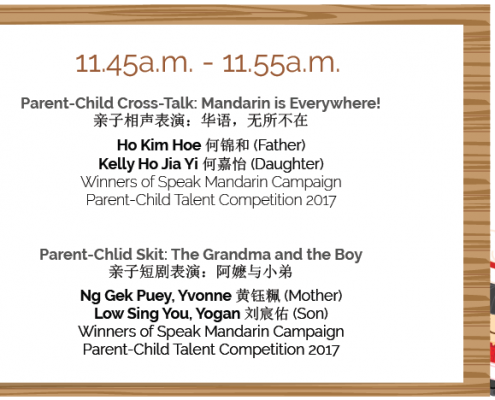 11.45a.m. - 11.55a.m.
Parent-Child Cross-Talk: Mandarin is Everywhere!
亲子相声表演：华语，无所不在
Ho Kim Hoe 何锦和 (Father)
Kelly Ho Jia Yi 何嘉怡 (Daughter)
Winners of Speak Mandarin Campaign
Parent-Child Talent Competition 2017
Parent-Chlid Skit: The Grandma and the Boy
亲子短剧表演：阿嬷与小弟
Ng Gek Puey, Yvonne 黄钰珮 (Mother)
Low Sing You, Yogan 刘宸佑 (Son)
Winners of Speak Mandarin Campaign
Parent-Child Talent Competition 2017